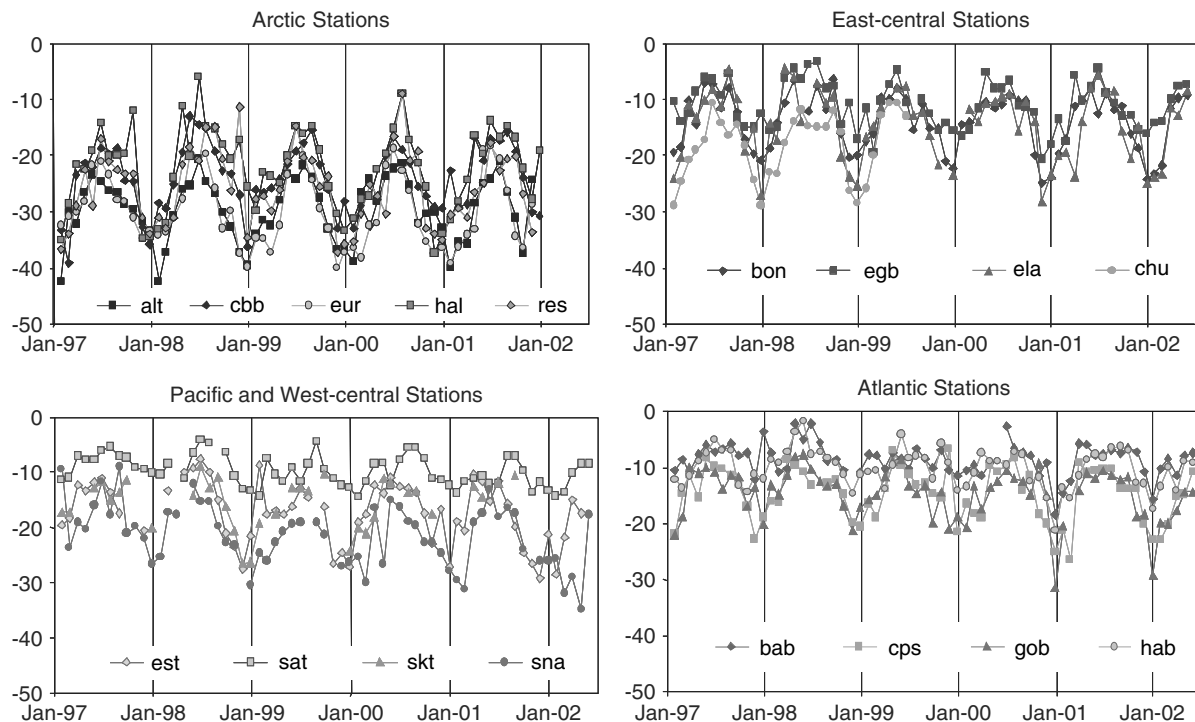 Arctic Stations
0
-10
-20
-30
-40
-50
alt cbb eur hal res
Jan-97 Jan-98 Jan-99 Jan-00 Jan-01 Jan-02
East-central Stations
0
-10
-20
-30
-40
-50
bon egb ela chu
Jan-97 Jan-98 Jan-99 Jan-00 Jan-01 Jan-02
Pacific and West-central Stations
0
-10
-20
-30
-40
-50
est sat skt sna
Jan-97 Jan-98 Jan-99 Jan-00 Jan-01 Jan-02
Atlantic Stations
0
-10
-20
-30
-40
-50
bab cps gob hab
Jan-97 Jan-98 Jan-99 Jan-00 Jan-01 Jan-02